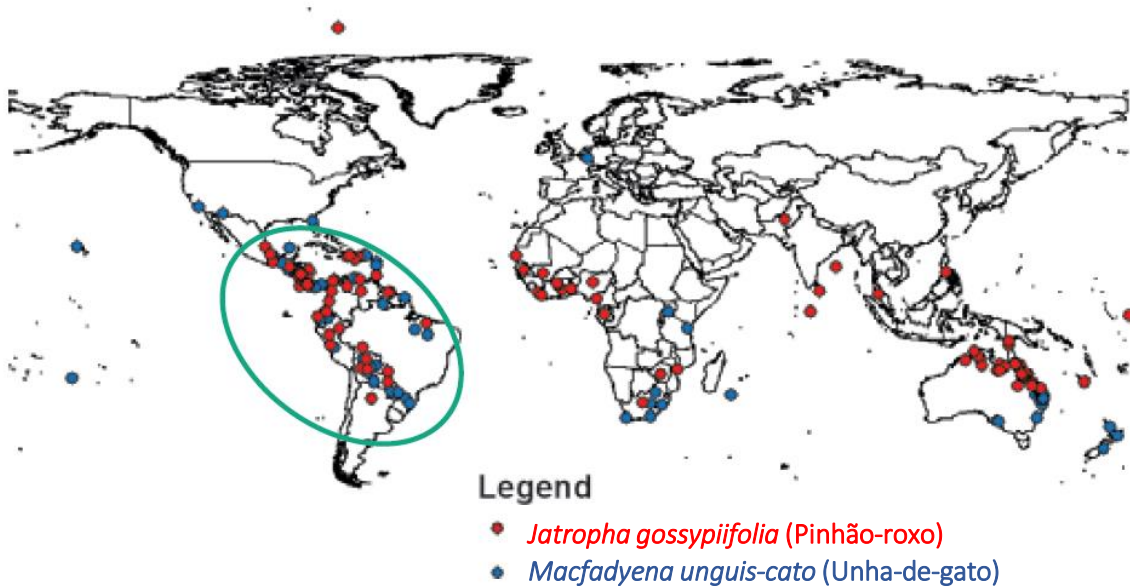 Legend
Jatropha gossypiifolia (Pinhão-roxo)
Macfadyena unguis-cato (Unha-de-gato)